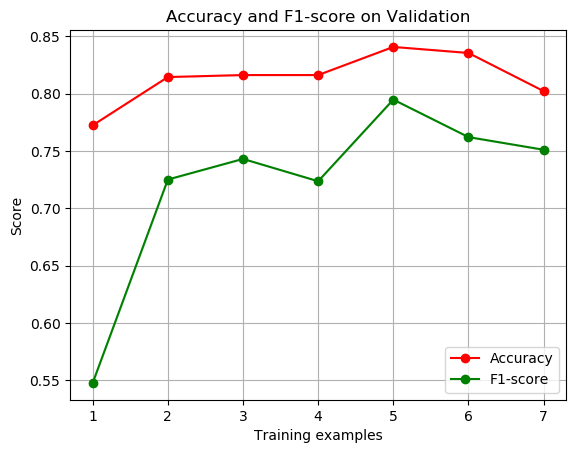 Accuracy and F1-score on Validation
0.85
0.80
0.75
0.70
0.65
0.60
0.55
Score
1 2 3 4 5 6 7
Training examples
Accuracy
F1-score